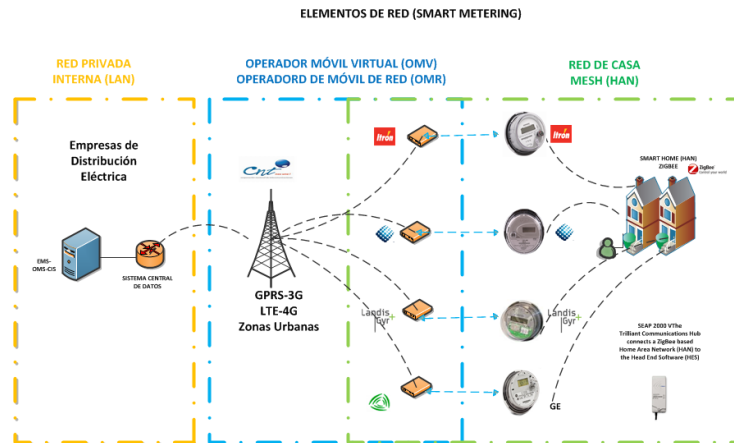 ELEMENTOS DE RED (SMART METERING)
RED PRIVADA
INTERNA (LAN)
OPERADOR MÓVIL VIRTUAL (OMV)
OPERADORD DE MÓVIL DE RED (OMR)
RED DE CASA
MESH (HAN)
Empresas de
Distribución
Eléctrica
EMS-
OMS-CIS
SISTEMA CENTRAL
DE DATOS
Cnt
GPRS-3G
LTE-4G
Zonas Urbanas
Itrón
Itrón
Landis
Gyr+
Landis
Gyr+
GE
SMART HOME (HAN)
ZIGBEE
ZigBee
SEAP 2000 VThe
Trilliant Communications Hub
connects a ZigBee based
Home Area Network (HAN) to
the Head End Software (HES)